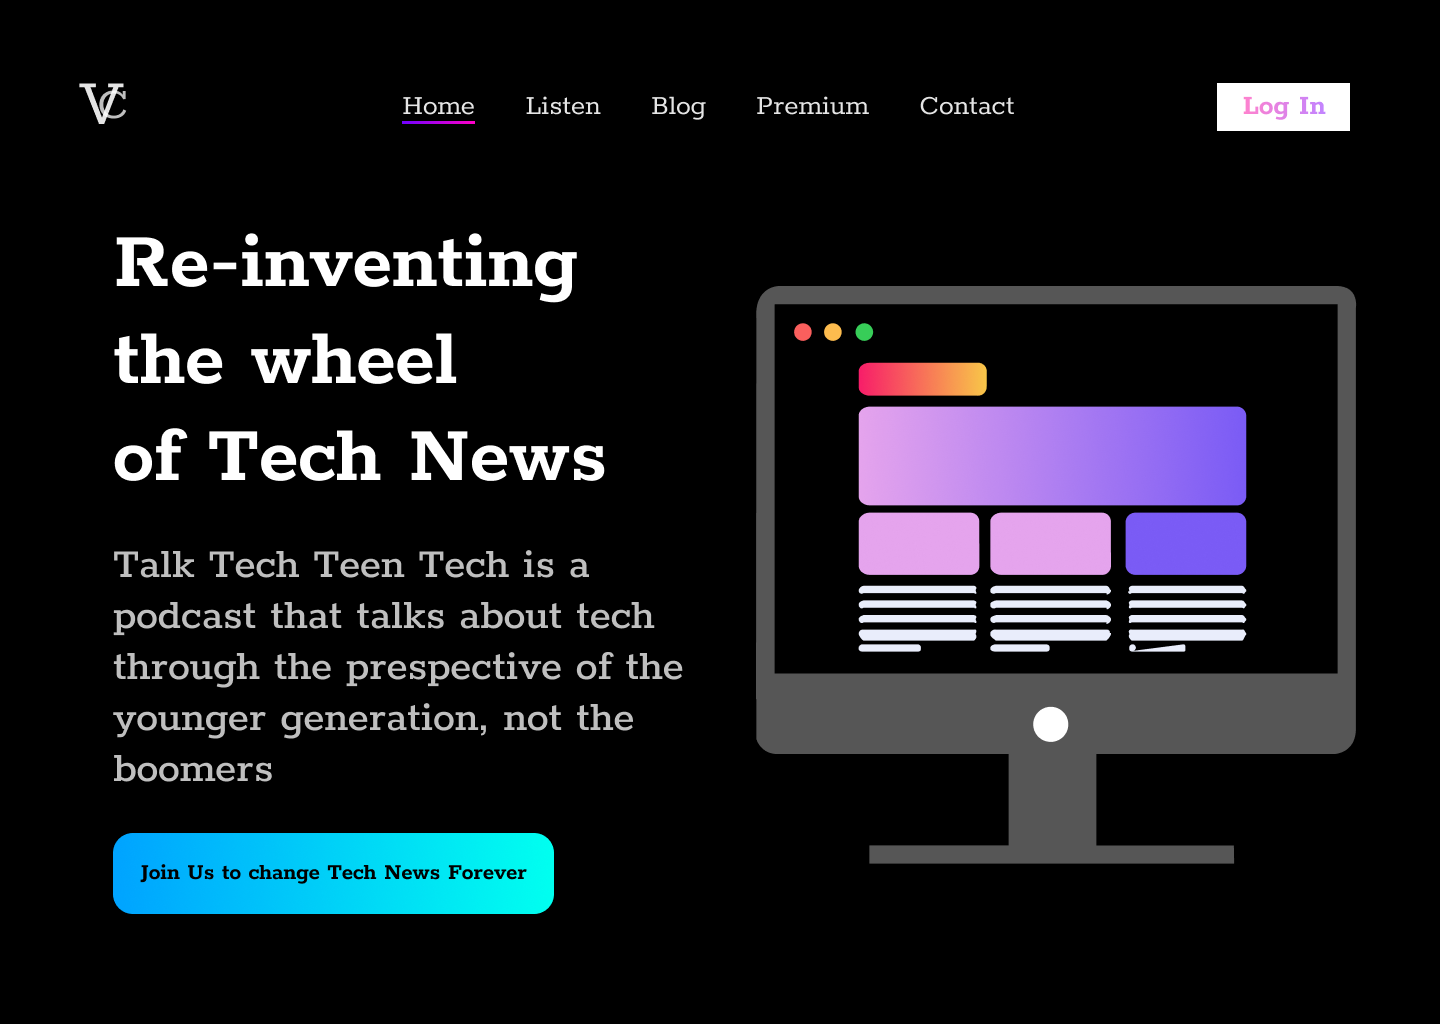 VC
Home Listen Blog Premium Contact
Log In
Re-inventing
the wheel
of Tech News
Talk Tech Teen Tech is a
podcast that talks about tech
through the prespective of the
younger generation, not the
boomers
Join Us to change Tech News Forever